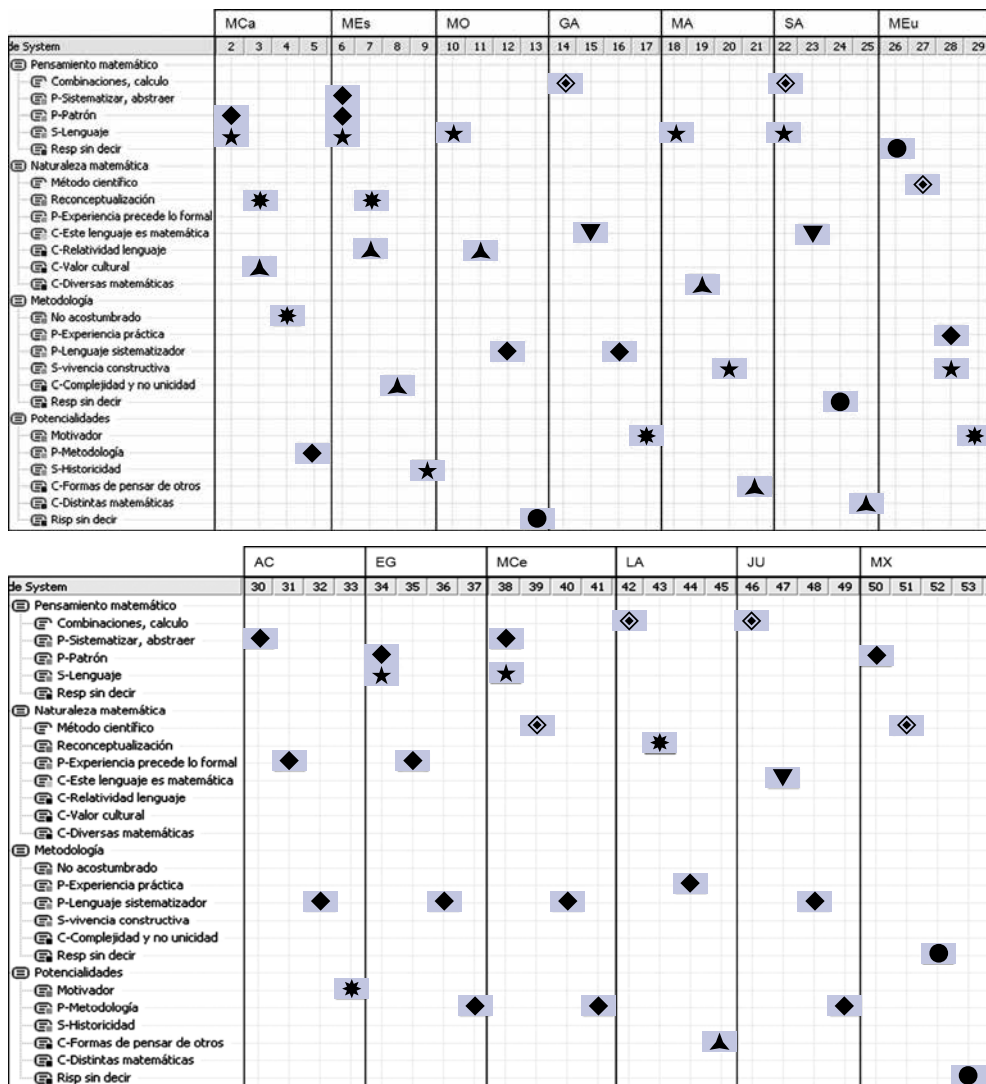 MCa MEs MO GA MA SA MEu
de System 2 3 4 5 6 7 8 9 10 11 12 13 14 15 16 17 18 19 20 21 22 23 24 25 26 27 28 29
Pensamiento matemático
Combinaciones, calculo
P-Sistematizar, abstraer
P-Patrón
S-Lenguaje
Resp sin decir
Naturaleza matemática
Método científico
Reconceptualización
P-Experiencia precede lo formal
C-Este lenguaje es matemática
C-Relatividad lenguaje
C-Valor cultural
C-Diversas matemáticas
Metodología
No acostumbrado
P-Experiencia práctica
P-Lenguaje sistematizador
S-vivencia constructiva
C-Complejidad y no unicidad
Resp sin decir
Potencialidades
Motivador
P-Metodología
S-Historicidad
C-Formas de pensar de otros
C-Distintas matemáticas
Risp sin decir
AC EG MCe LA JU MX
de System 30 31 32 33 34 35 36 37 38 39 40 41 42 43 44 45 46 47 48 49 50 51 52 53
Pensamiento matemático
Combinaciones, calculo
P-Sistematizar, abstraer
P-Patrón
S-Lenguaje
Resp sin decir
Naturaleza matemática
Método científico
Reconceptualización
P-Experiencia precede lo formal
C-Este lenguaje es matemática
C-Relatividad lenguaje
C-Valor cultural
C-Diversas matemáticas
Metodología
No acostumbrado
P-Experiencia práctica
P-Lenguaje sistematizador
S-vivencia constructiva
C-Complejidad y no unicidad
Resp sin decir
Potencialidades
Motivador
P-Metodología
S-Historicidad
C-Formas de pensar de otros
C-Distintas matemáticas
Risp sin decir